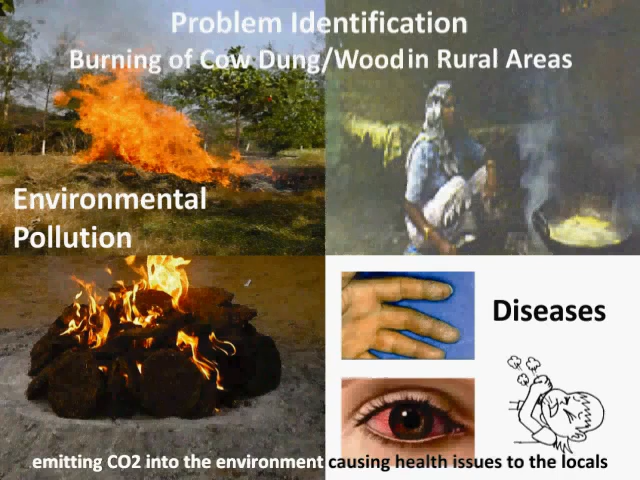 Problem Identification
Burning of Cow Dung/Wood in Rural Areas
Environmental
Pollution
Diseases
emitting CO2 into the environment causing health issues to the locals